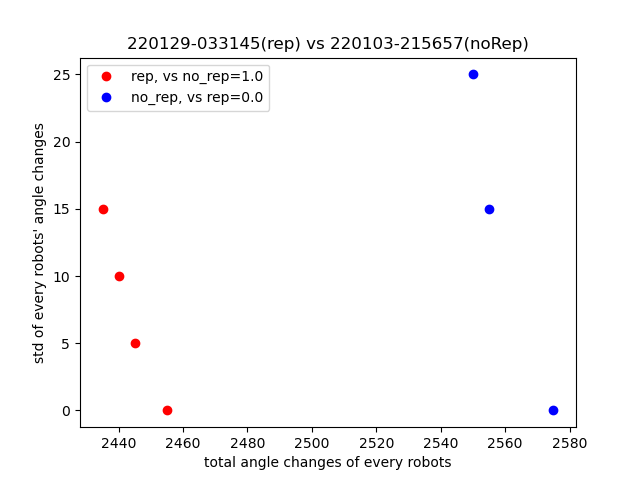 220129-033145(rep) vs 220103-215657(noRep)
rep, vs no_rep=1.0
no_rep, vs rep=0.0
25
20
15
10
5
0
std of every robots' angle changes
2440 2460 2480 2500 2520 2540 2560 2580
total angle changes of every robots